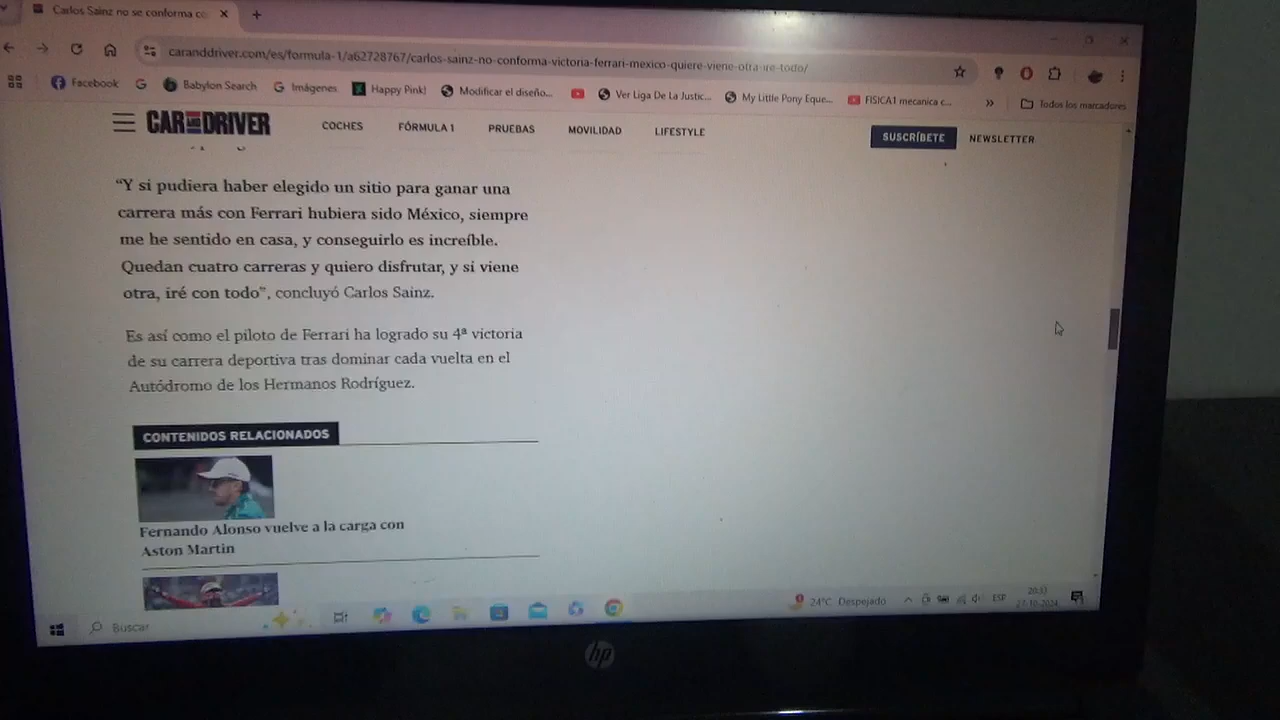 Carlos Sainz no se conforma co
caranddriver.com/es/formula-1/a62728767/carlos-sainz-no-conforma-victoria-ferrari-mexico-quiere-viene-otra-ire-todo/
Facebook
Babylon Search
Imágenes
Happy Pink!
Modificar el diseño...
Ver Liga De La Justic...
My Little Pony Eque...
FISICA1 mecanica c...
»
Todos los marcadores
CAR AND DRIVER
COCHES
FÓRMULA 1
PRUEBAS
MOVILIDAD
LIFESTYLE
SUSCRÍBETE
NEWSLETTER
“Y si pudiera haber elegido un sitio para ganar una
carrera más con Ferrari hubiera sido México, siempre
me he sentido en casa, y conseguirlo es increíble.
Quedan cuatro carreras y quiero disfrutar, y si viene
otra, iré con todo”, concluyó Carlos Sainz.
Es así como el piloto de Ferrari ha logrado su 4ª victoria
de su carrera deportiva tras dominar cada vuelta en el
Autódromo de los Hermanos Rodríguez.
CONTENIDOS RELACIONADOS
Fernando Alonso vuelve a la carga con
Aston Martin
Buscar
24°C Despejado
ESP
27-10-2024
hp